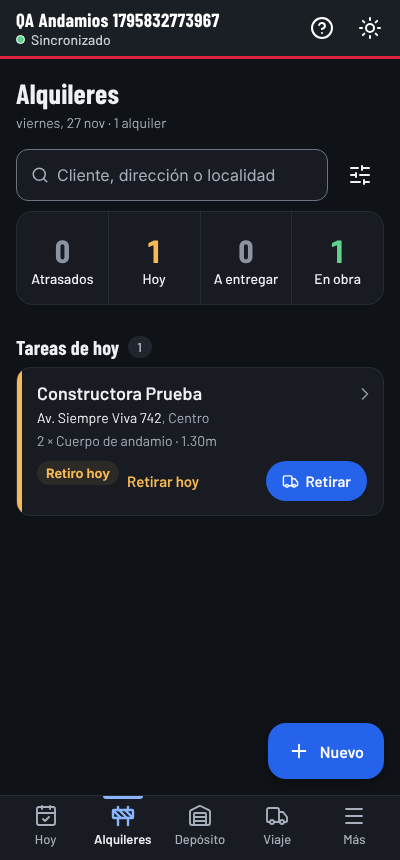 QA Andamios 1795832773967
Sincronizado
Alquileres
viernes, 27 nov · 1 alquiler
Cliente, dirección o localidad
0 1 0 1
Atrasados Hoy A entregar En obra
Tareas de hoy 1
Constructora Prueba
Av. Siempre Viva 742, Centro
2 × Cuerpo de andamio · 1.30m
Retiro hoy Retirar hoy Retirar
Nuevo
Hoy Alquileres Depósito Viaje Más